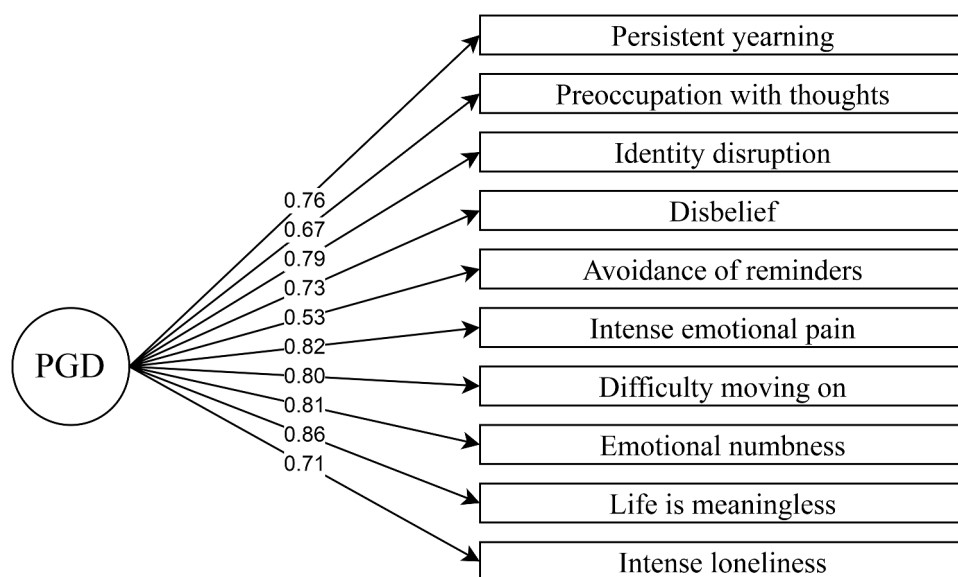 Persistent yearning
Preoccupation with thoughts
Identity disruption
0.76
Disbelief
0.67
0.79
Avoidance of reminders
0.73
0.53
Intense emotional pain
0.82
PGD
0.80
Difficulty moving on
0.81
0.86
Emotional numbness
0.71
Life is meaningless
Intense loneliness